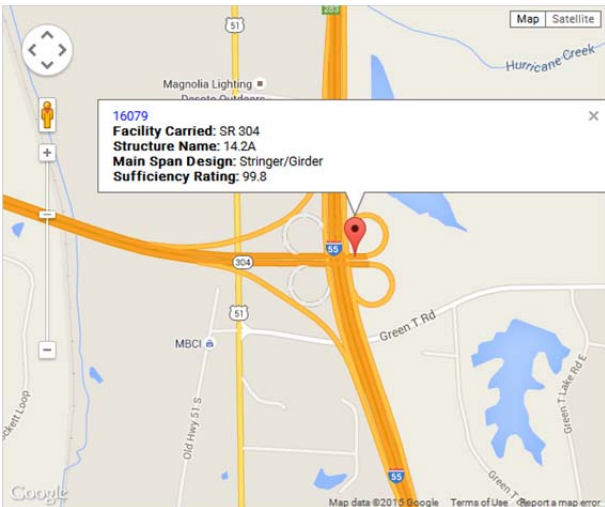 283
51
Map
Satellite
Hurricane Creek
Magnolia Lighting
16079
Facility Carried: SR 304
Structure Name: 14.2A
Main Span Design: Stringer/Girder
Sufficiency Rating: 99.8
55
304
51
Green T Rd
MBCI
Old Hwy 51 S
Green T Lake Rd E
ckett Loop
55
Green T
Google
Map data ©2015 Google
Terms of Use
Report a map error